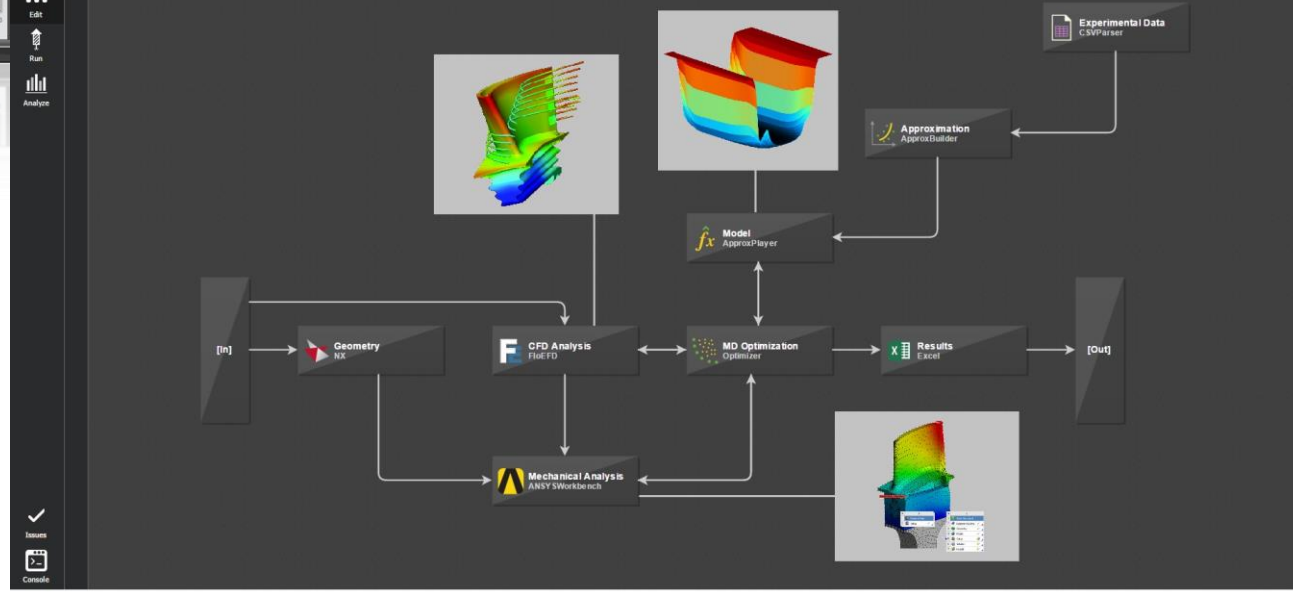 Edit
Run
Analyze
Experimental Data
CSVParser
Approximation
ApproxBuilder
Model
ApproxPlayer
[In]
Geometry
NX
CFD Analysis
FloEFD
MD Optimization
Optimizer
Results
Excel
[Out]
Mechanical Analysis
ANSYSWorkbench
Issues
Console